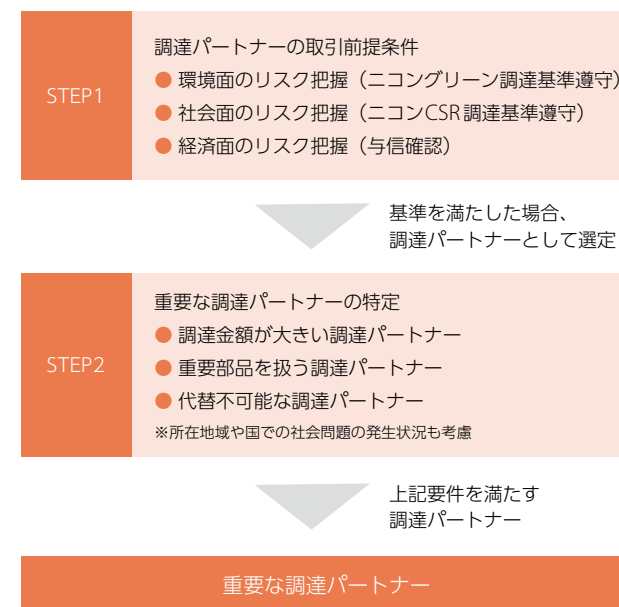 STEP1
調達パートナーの取引前提条件
● 環境面のリスク把握（ニコングリーン調達基準遵守）
● 社会面のリスク把握（ニコンCSR調達基準遵守）
● 経済面のリスク把握（与信確認）
基準を満たした場合、
調達パートナーとして選定
STEP2
重要な調達パートナーの特定
● 調達金額が大きい調達パートナー
● 重要部品を扱う調達パートナー
● 代替不可能な調達パートナー
※所在地域や国での社会問題の発生状況も考慮
上記要件を満たす
調達パートナー
重要な調達パートナー